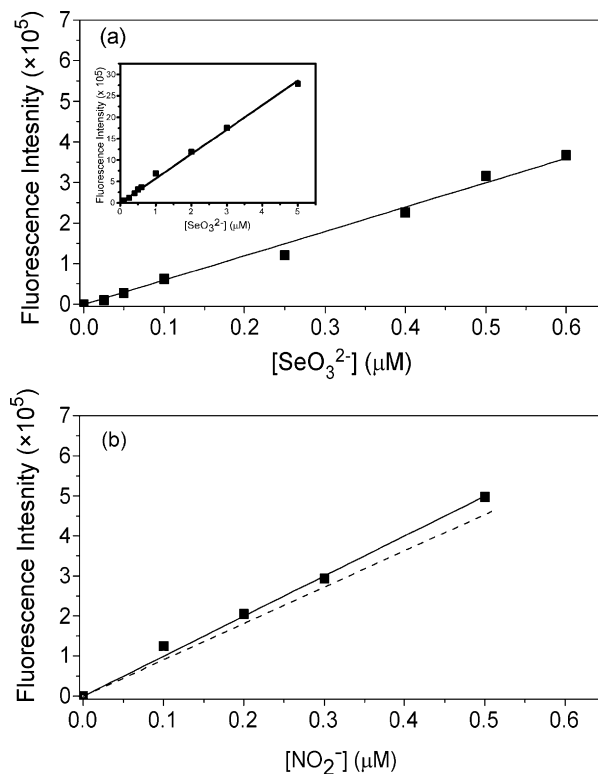 (a)
Fluorescence Intesnity (×10⁵)
7
6
5
4
3
2
1
0
0.0 0.1 0.2 0.3 0.4 0.5 0.6
[SeO₃²⁻] (μM)
Fluorescence Intensity (× 10⁵)
30
25
20
15
10
5
0
0 1 2 3 4 5
[SeO₃²⁻] (μM)
(b)
Fluorescence Intesnity (×10⁵)
7
6
5
4
3
2
1
0
0.0 0.1 0.2 0.3 0.4 0.5 0.6
[NO₂⁻] (μM)